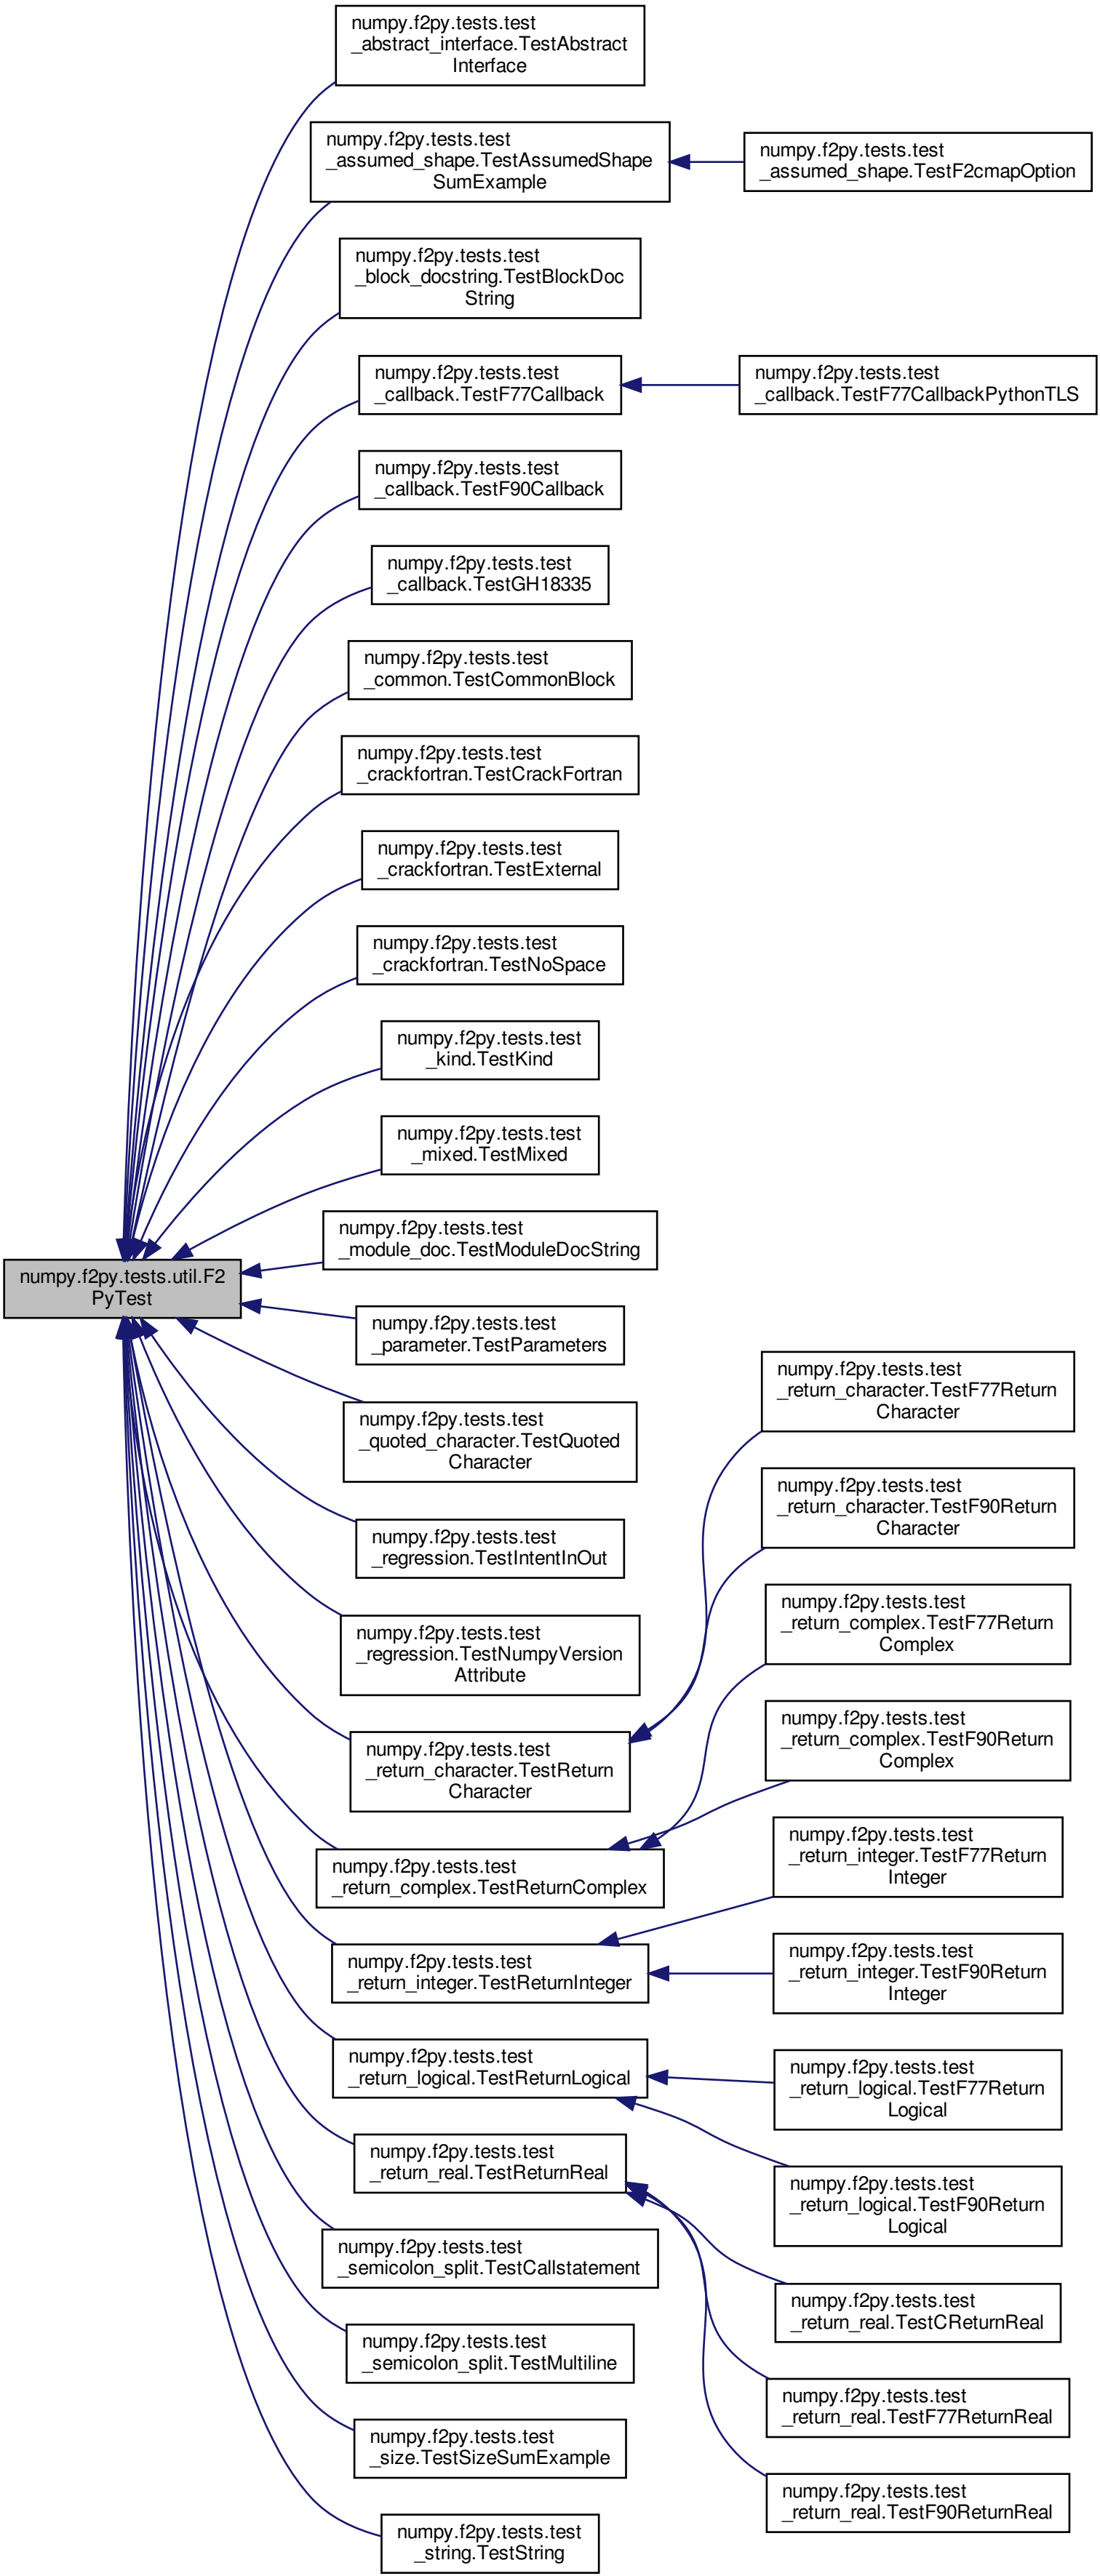 numpy.f2py.tests.test
_abstract_interface.TestAbstract
Interface
numpy.f2py.tests.test
_assumed_shape.TestAssumedShape
SumExample
numpy.f2py.tests.test
_assumed_shape.TestF2cmapOption
numpy.f2py.tests.test
_block_docstring.TestBlockDoc
String
numpy.f2py.tests.test
_callback.TestF77Callback
numpy.f2py.tests.test
_callback.TestF77CallbackPythonTLS
numpy.f2py.tests.test
_callback.TestF90Callback
numpy.f2py.tests.test
_callback.TestGH18335
numpy.f2py.tests.test
_common.TestCommonBlock
numpy.f2py.tests.test
_crackfortran.TestCrackFortran
numpy.f2py.tests.test
_crackfortran.TestExternal
numpy.f2py.tests.test
_crackfortran.TestNoSpace
numpy.f2py.tests.test
_kind.TestKind
numpy.f2py.tests.test
_mixed.TestMixed
numpy.f2py.tests.test
_module_doc.TestModuleDocString
numpy.f2py.tests.util.F2
PyTest
numpy.f2py.tests.test
_parameter.TestParameters
numpy.f2py.tests.test
_quoted_character.TestQuoted
Character
numpy.f2py.tests.test
_regression.TestIntentInOut
numpy.f2py.tests.test
_regression.TestNumpyVersion
Attribute
numpy.f2py.tests.test
_return_character.TestReturn
Character
numpy.f2py.tests.test
_return_complex.TestReturnComplex
numpy.f2py.tests.test
_return_integer.TestReturnInteger
numpy.f2py.tests.test
_return_logical.TestReturnLogical
numpy.f2py.tests.test
_return_real.TestReturnReal
numpy.f2py.tests.test
_semicolon_split.TestCallstatement
numpy.f2py.tests.test
_semicolon_split.TestMultiline
numpy.f2py.tests.test
_size.TestSizeSumExample
numpy.f2py.tests.test
_string.TestString
numpy.f2py.tests.test
_return_character.TestF77Return
Character
numpy.f2py.tests.test
_return_character.TestF90Return
Character
numpy.f2py.tests.test
_return_complex.TestF77Return
Complex
numpy.f2py.tests.test
_return_complex.TestF90Return
Complex
numpy.f2py.tests.test
_return_integer.TestF77Return
Integer
numpy.f2py.tests.test
_return_integer.TestF90Return
Integer
numpy.f2py.tests.test
_return_logical.TestF77Return
Logical
numpy.f2py.tests.test
_return_logical.TestF90Return
Logical
numpy.f2py.tests.test
_return_real.TestCReturnReal
numpy.f2py.tests.test
_return_real.TestF77ReturnReal
numpy.f2py.tests.test
_return_real.TestF90ReturnReal